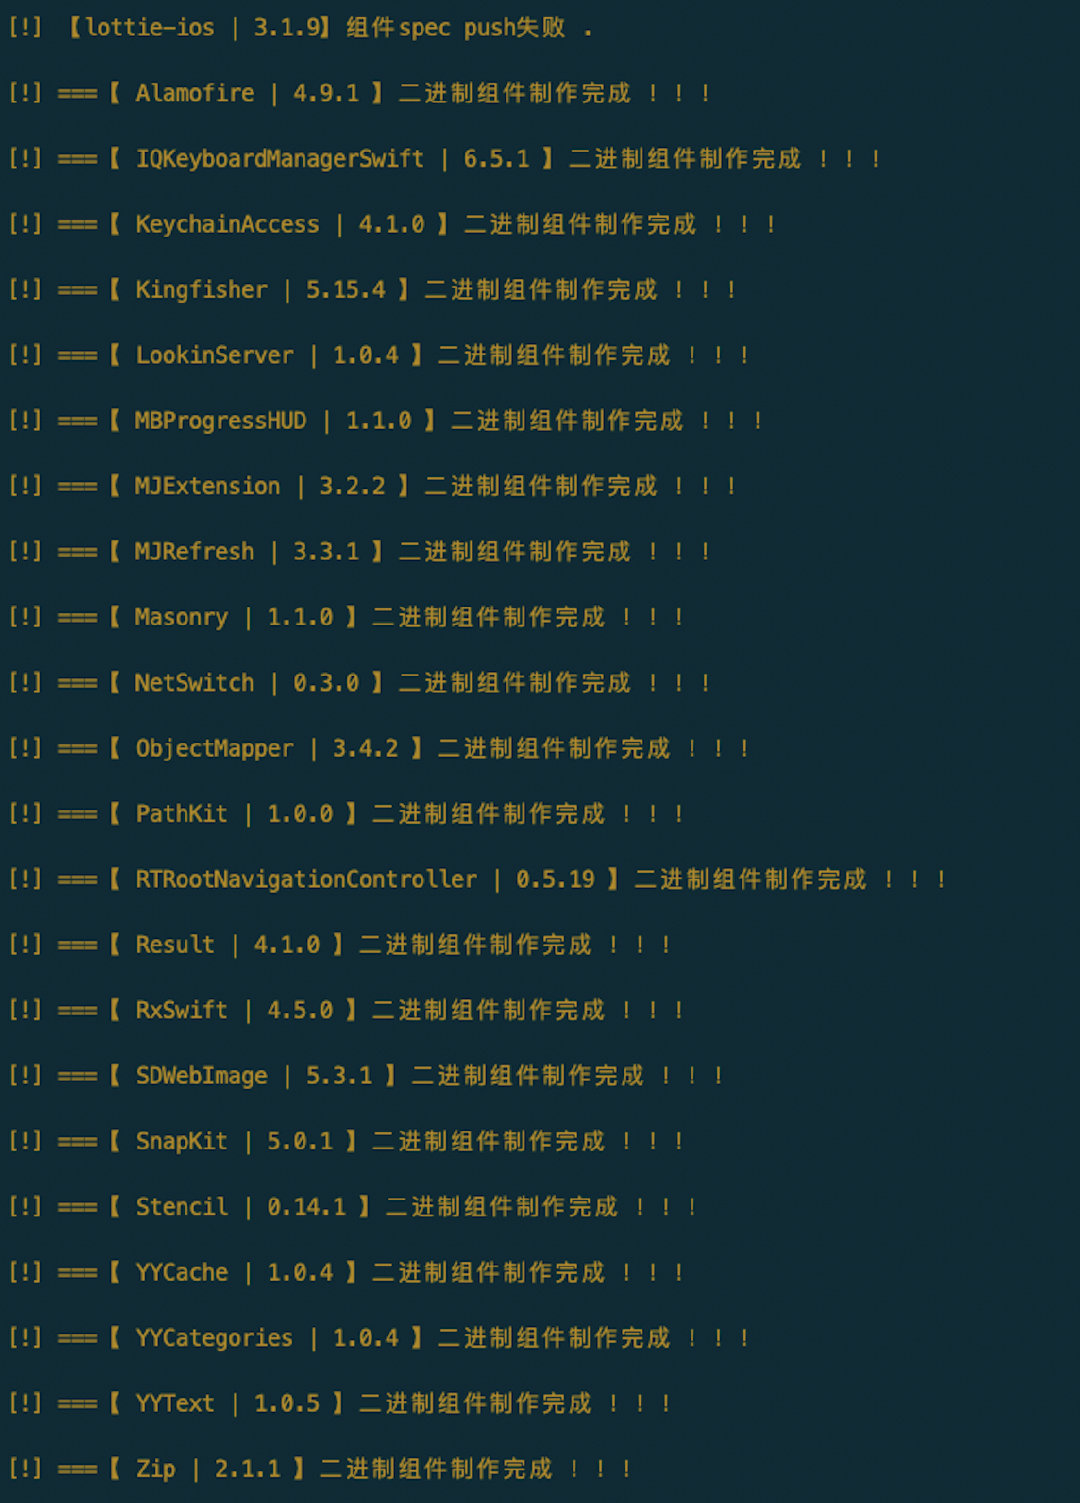 [!] 【lottie-ios | 3.1.9】组件spec push失败 .
[!] ===【 Alamofire | 4.9.1 】二进制组件制作完成 ！！！
[!] ===【 IQKeyboardManagerSwift | 6.5.1 】二进制组件制作完成 ！！！
[!] ===【 KeychainAccess | 4.1.0 】二进制组件制作完成 ！！！
[!] ===【 Kingfisher | 5.15.4 】二进制组件制作完成 ！！！
[!] ===【 LookinServer | 1.0.4 】二进制组件制作完成 ！！！
[!] ===【 MBProgressHUD | 1.1.0 】二进制组件制作完成 ！！！
[!] ===【 MJExtension | 3.2.2 】二进制组件制作完成 ！！！
[!] ===【 MJRefresh | 3.3.1 】二进制组件制作完成 ！！！
[!] ===【 Masonry | 1.1.0 】二进制组件制作完成 ！！！
[!] ===【 NetSwitch | 0.3.0 】二进制组件制作完成 ！！！
[!] ===【 ObjectMapper | 3.4.2 】二进制组件制作完成 ！！！
[!] ===【 PathKit | 1.0.0 】二进制组件制作完成 ！！！
[!] ===【 RTRootNavigationController | 0.5.19 】二进制组件制作完成 ！！！
[!] ===【 Result | 4.1.0 】二进制组件制作完成 ！！！
[!] ===【 RxSwift | 4.5.0 】二进制组件制作完成 ！！！
[!] ===【 SDWebImage | 5.3.1 】二进制组件制作完成 ！！！
[!] ===【 SnapKit | 5.0.1 】二进制组件制作完成 ！！！
[!] ===【 Stencil | 0.14.1 】二进制组件制作完成 ！！！
[!] ===【 YYCache | 1.0.4 】二进制组件制作完成 ！！！
[!] ===【 YYCategories | 1.0.4 】二进制组件制作完成 ！！！
[!] ===【 YYText | 1.0.5 】二进制组件制作完成 ！！！
[!] ===【 Zip | 2.1.1 】二进制组件制作完成 ！！！